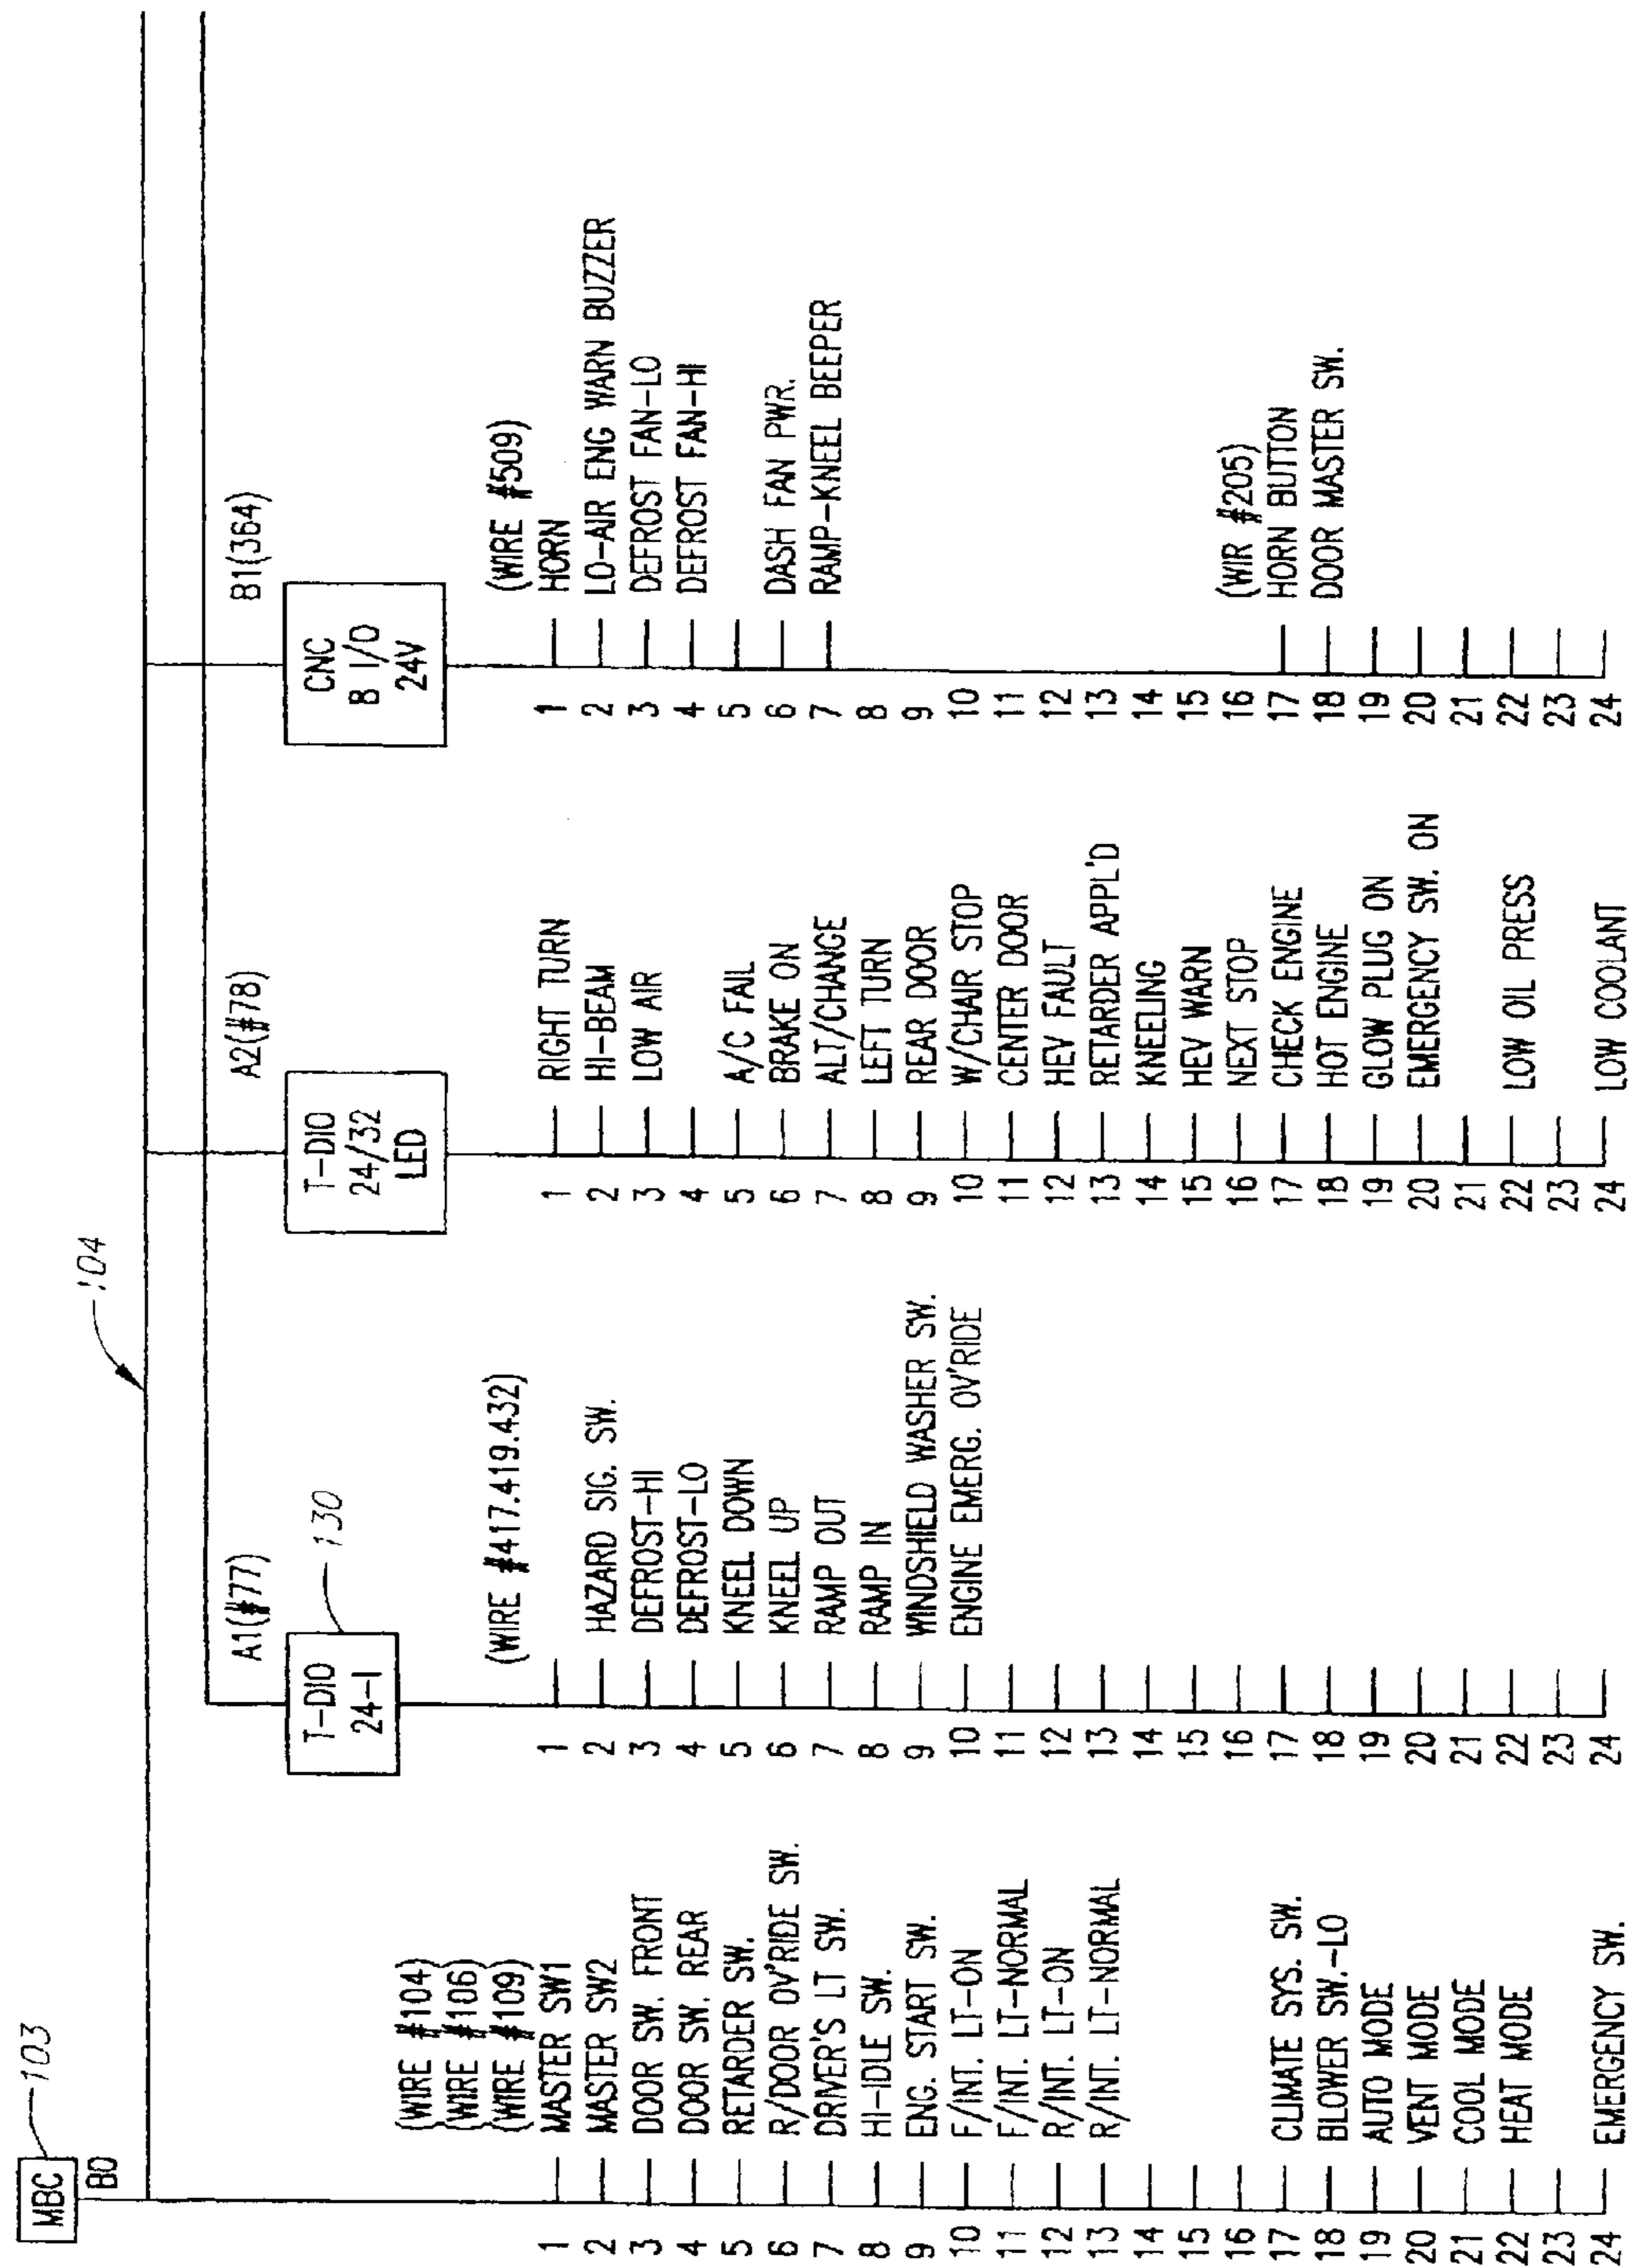 MBC
103
B0
104
(WIRE #104)
(WIRE #106)
(WIRE #109)
1 MASTER SW1
2 MASTER SW2
3 DOOR SW. FRONT
4 DOOR SW. REAR
5 RETARDER SW.
6 R/DOOR OV'RIDE SW.
7 DRIVER'S LT SW.
8 HI-IDLE SW.
9 ENG. START SW.
10 F/INT. LT-ON
11 F/INT. LT-NORMAL
12 R/INT. LT-ON
13 R/INT. LT-NORMAL
14
15
16
17 CLIMATE SYS. SW.
18 BLOWER SW.-LO
19 AUTO MODE
20 VENT MODE
21 COOL MODE
22 HEAT MODE
23
24 EMERGENCY SW.
A1(#77)
T-DIO
24-I
130
(WIRE #417.419.432)
1
2 HAZARD SIG. SW.
3 DEFROST-HI
4 DEFROST-LO
5 KNEEL DOWN
6 KNEEL UP
7 RAMP OUT
8 RAMP IN
9 WINDSHIELD WASHER SW.
10 ENGINE EMERG. OV'RIDE
11
12
13
14
15
16
17
18
19
20
21
22
23
24
A2(#78)
T-DIO
24/32
LED
1 RIGHT TURN
2 HI-BEAM
3 LOW AIR
4
5 A/C FAIL
6 BRAKE ON
7 ALT/CHANGE
8 LEFT TURN
9 REAR DOOR
10 W/CHAIR STOP
11 CENTER DOOR
12 HEV FAULT
13 RETARDER APPL'D
14 KNEELING
15 HEV WARN
16 NEXT STOP
17 CHECK ENGINE
18 HOT ENGINE
19 GLOW PLUG ON
20 EMERGENCY SW. ON
21
22 LOW OIL PRESS
23
24 LOW COOLANT
B1(364)
CNC
8 I/O
24V
(WIRE #509)
1 HORN
2 LO-AIR ENG WARN BUZZER
3 DEFROST FAN-LO
4 DEFROST FAN-HI
5
6 DASH FAN PWR.
7 RAMP-KNEEL BEEPER
8
9
10
11
12
13
14
15
16
(WIR #205)
17 HORN BUTTON
18 DOOR MASTER SW.
19
20
21
22
23
24